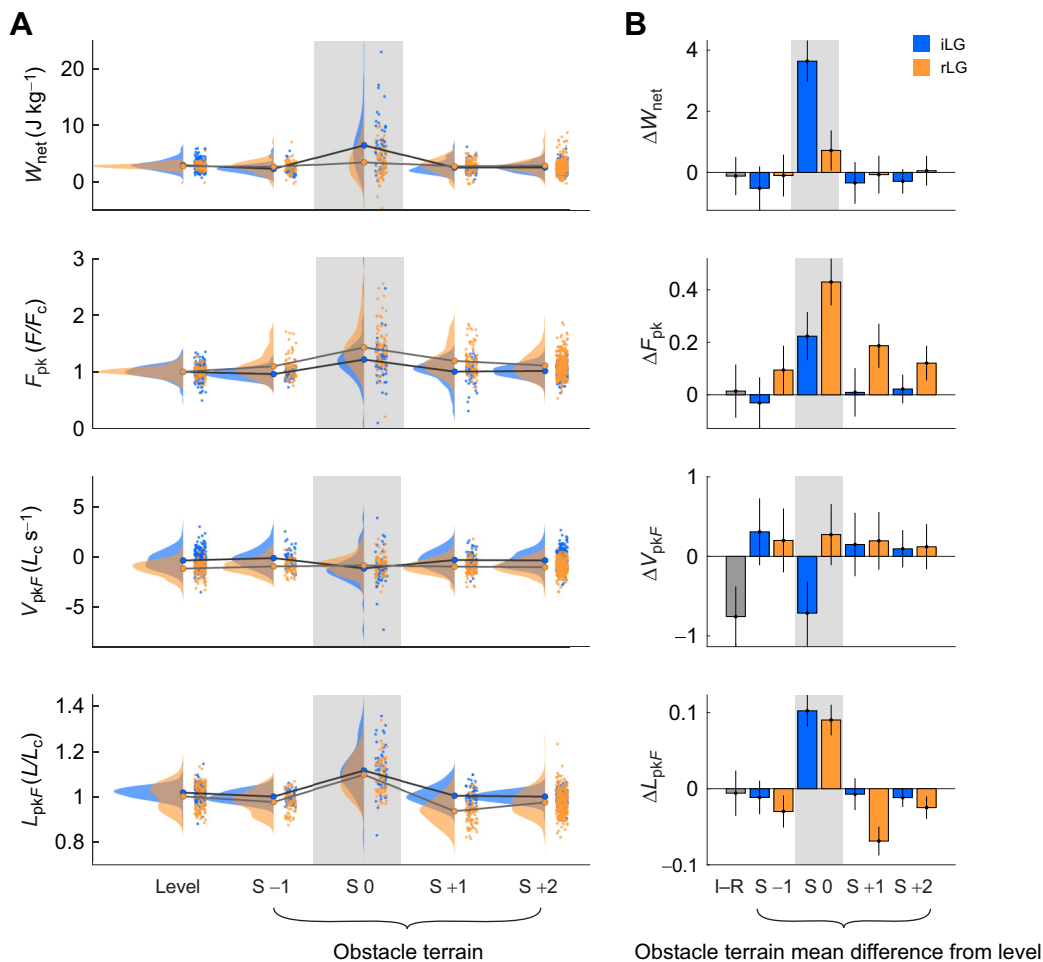 A
W_net (J kg⁻¹)
20
10
0
F_pk (F/F_c)
3
2
1
0
V_pkF (L_c s⁻¹)
5
0
-5
L_pkF (L/L_c)
1.4
1.2
1
0.8
Level S −1 S 0 S +1 S +2
Obstacle terrain
B
iLG
rLG
ΔW_net
4
2
0
ΔF_pk
0.4
0.2
0
ΔV_pkF
1
0
−1
ΔL_pkF
0.1
0
−0.1
I–R S −1 S 0 S +1 S +2
Obstacle terrain mean difference from level